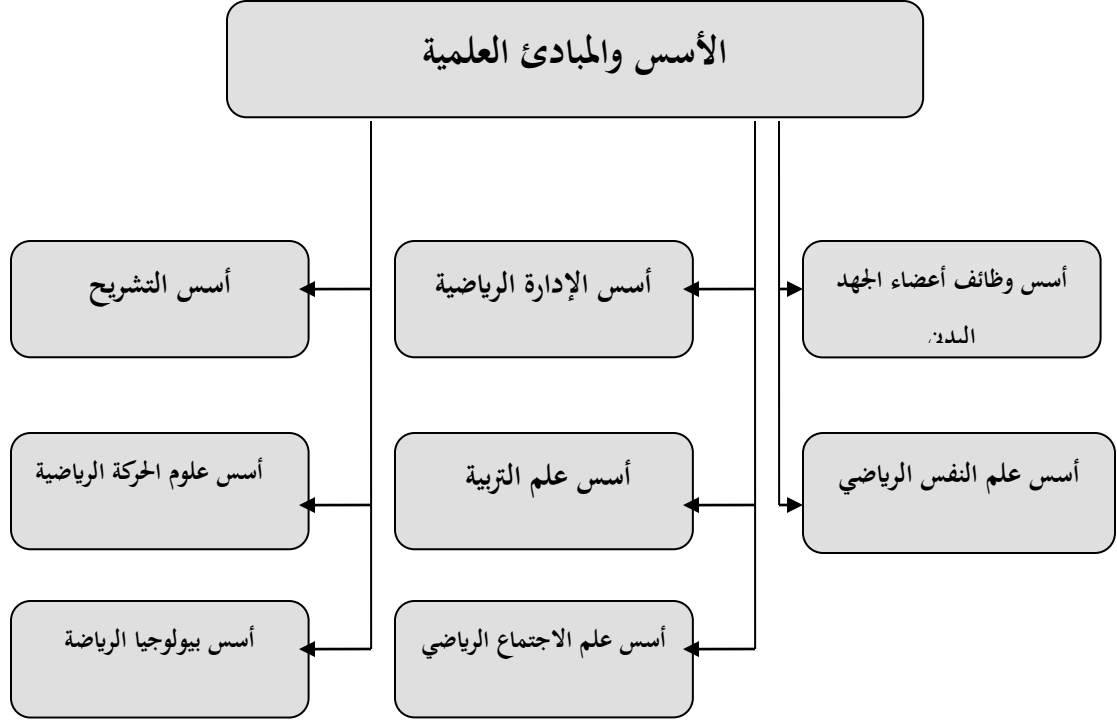 الأسس والمبادئ العلمية
أسس وظائف أعضاء الجهد
أسس الإدارة الرياضية
أسس التشريح
أسس علم النفس الرياضي
أسس علم التربية
أسس علوم الحركة الرياضية
أسس علم الاجتماع الرياضي
أسس بيولوجيا الرياضة